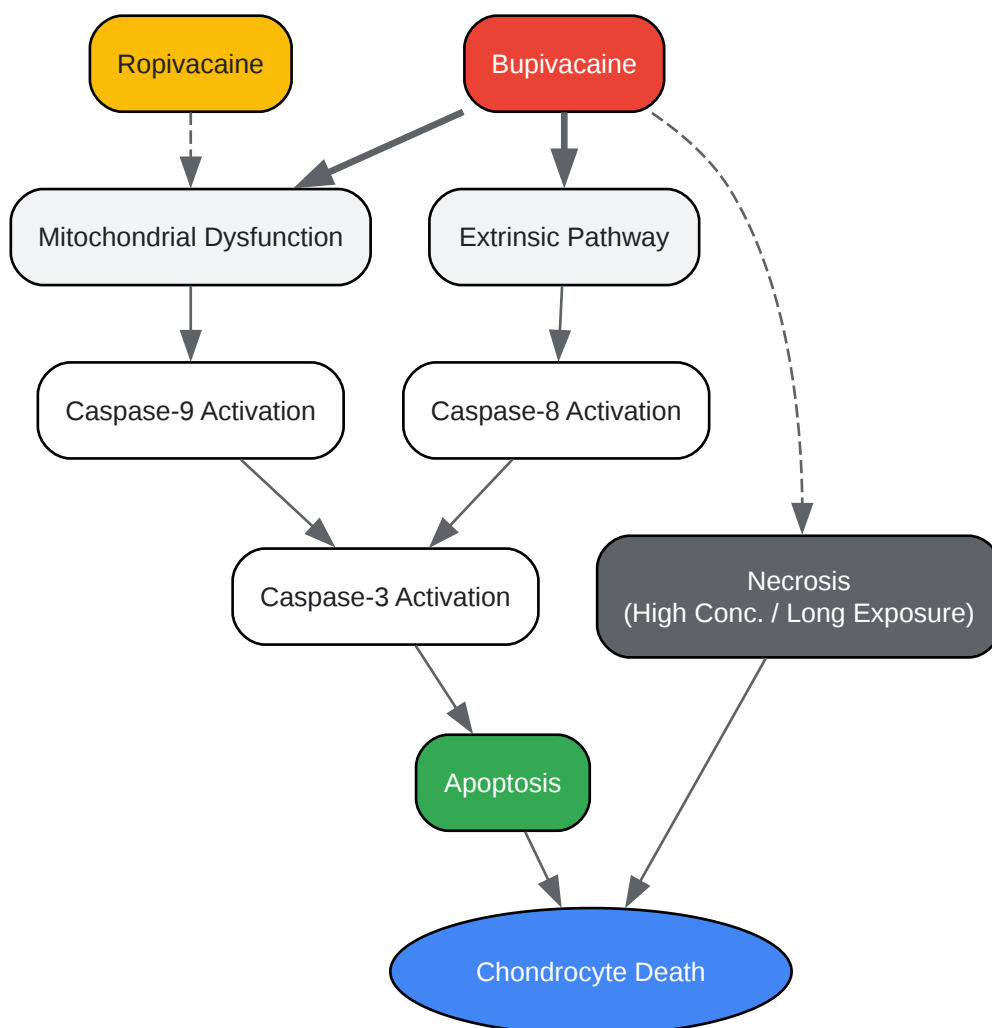 Ropivacaine
Bupivacaine
Mitochondrial Dysfunction
Extrinsic Pathway
Caspase-9 Activation
Caspase-8 Activation
Caspase-3 Activation
Necrosis
(High Conc. / Long Exposure)
Apoptosis
Chondrocyte Death